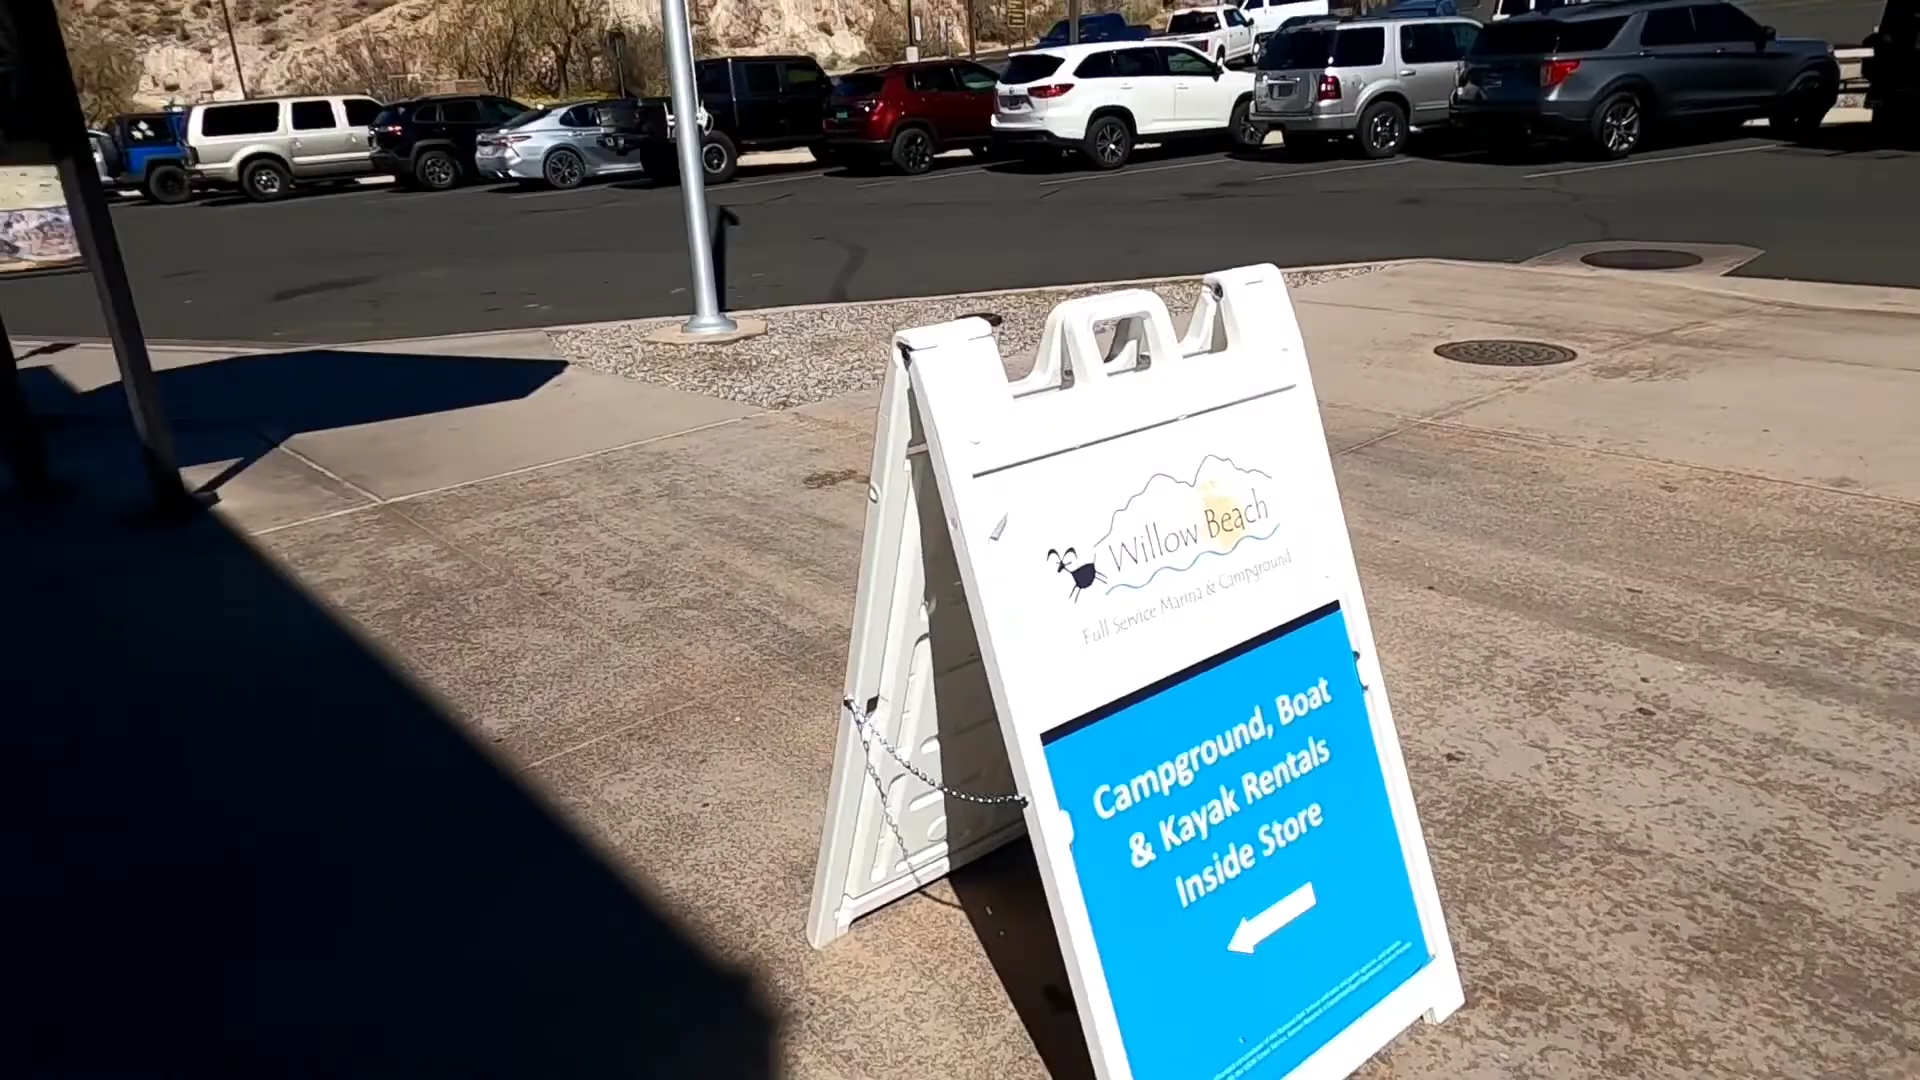 Willow Beach
Full Service Marina & Campground
Campground, Boat
& Kayak Rentals
Inside Store